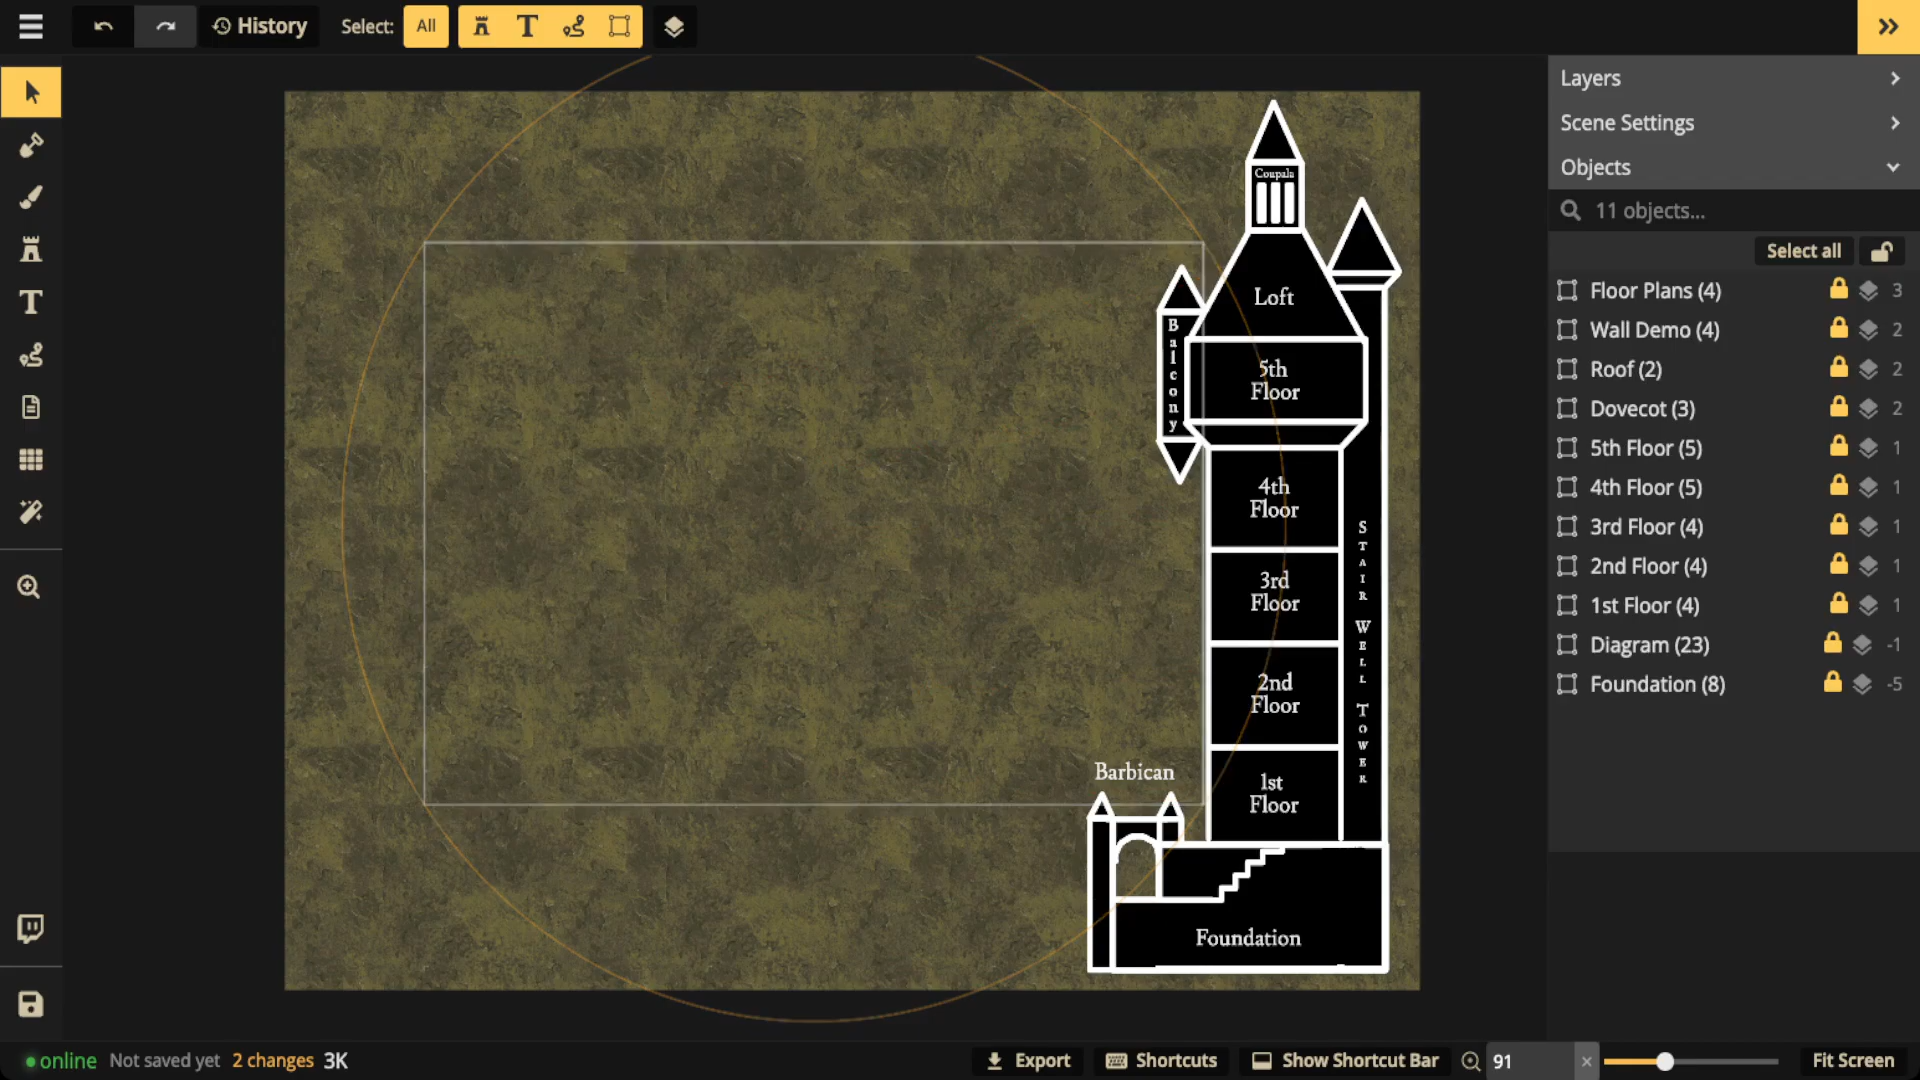 History
Select:
All
Layers
Scene Settings
Objects
11 objects...
Select all
Floor Plans (4) 3
Wall Demo (4) 2
Roof (2) 2
Dovecot (3) 2
5th Floor (5) 1
4th Floor (5) 1
3rd Floor (4) 1
2nd Floor (4) 1
1st Floor (4) 1
Diagram (23) -1
Foundation (8) -5
Coupala
Loft
Balcony
5th
Floor
4th
Floor
3rd
Floor
2nd
Floor
1st
Floor
Stair Well Tower
Barbican
Foundation
online Not saved yet 2 changes 3K
Export
Shortcuts
Show Shortcut Bar
91
Fit Screen